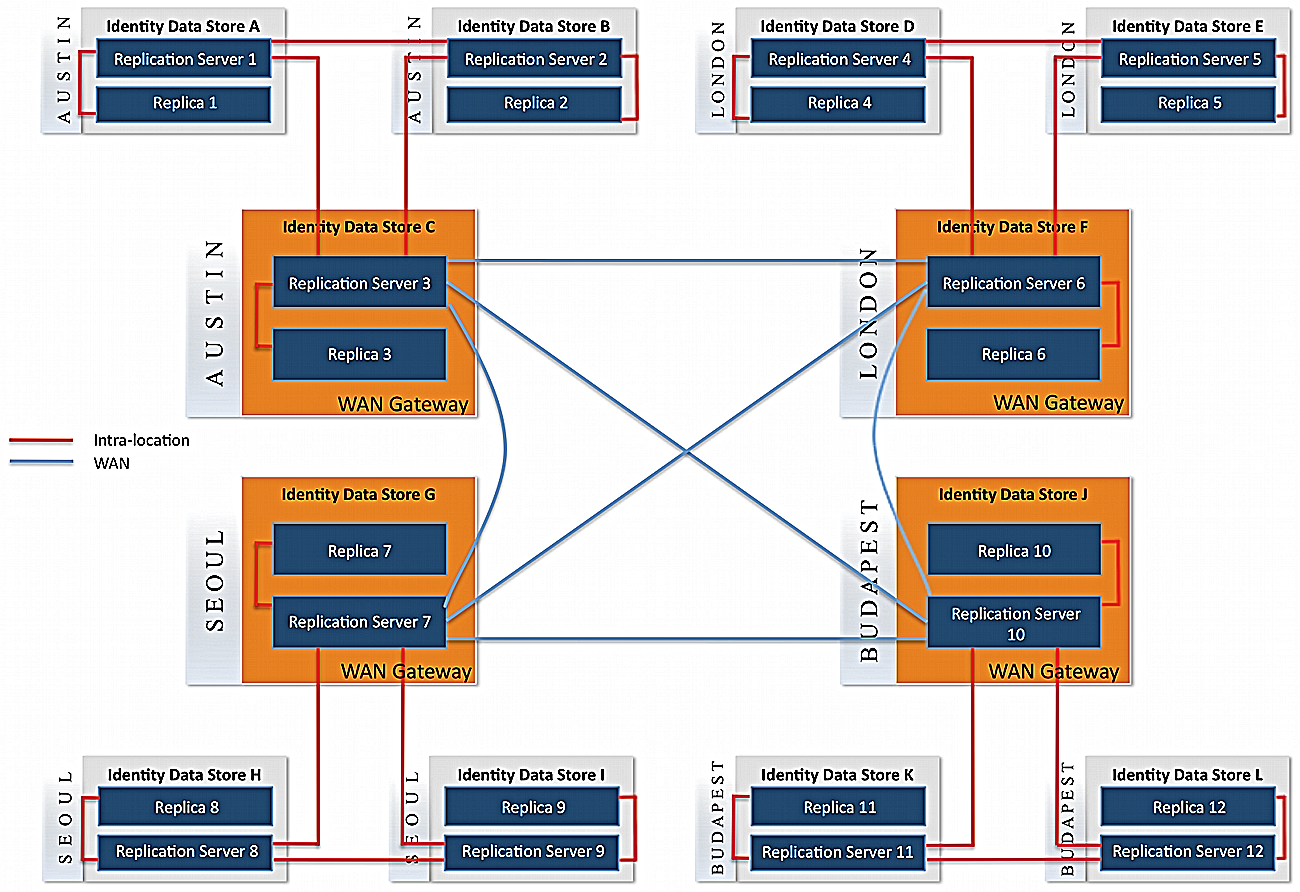 AUSTIN
Identity Data Store A
Replication Server 1
Replica 1
AUSTIN
Identity Data Store B
Replication Server 2
Replica 2
LONDON
Identity Data Store D
Replication Server 4
Replica 4
LONDON
Identity Data Store E
Replication Server 5
Replica 5
AUSTIN
Identity Data Store C
Replication Server 3
Replica 3
WAN Gateway
LONDON
Identity Data Store F
Replication Server 6
Replica 6
WAN Gateway
Intra-location
WAN
SEOUL
Identity Data Store G
Replica 7
Replication Server 7
WAN Gateway
BUDAPEST
Identity Data Store J
Replica 10
Replication Server
10
WAN Gateway
SEOUL
Identity Data Store H
Replica 8
Replication Server 8
SEOUL
Identity Data Store I
Replica 9
Replication Server 9
BUDAPEST
Identity Data Store K
Replica 11
Replication Server 11
BUDAPEST
Identity Data Store L
Replica 12
Replication Server 12